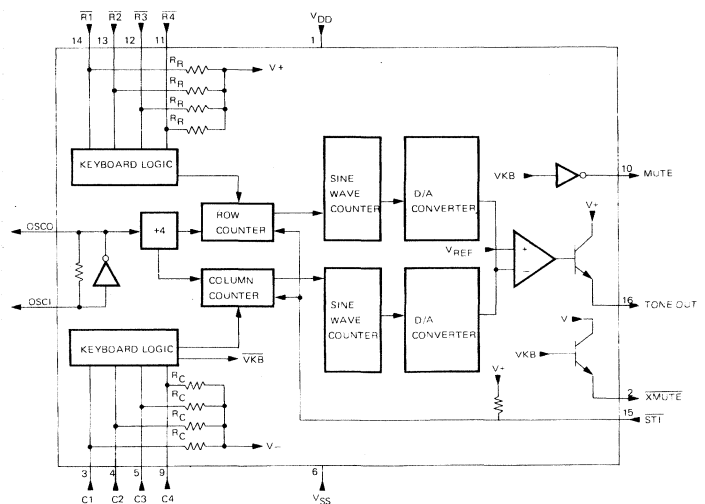 R1 R2 R3 R4
VDD
14 13 12 11 1
RR
V+
RR
RR
RR
KEYBOARD LOGIC
SINE WAVE COUNTER
D/A CONVERTER
VKB
10
MUTE
V+
OSCO
+4
ROW COUNTER
VREF
+
−
COLUMN COUNTER
OSCI
SINE WAVE COUNTER
D/A CONVERTER
16
TONE OUT
V
KEYBOARD LOGIC
VKB
VKB
RC
V+
2
XMUTE
RC
15
STI
RC
RC
V−
3 4 5 9 6
C1 C2 C3 C4
VSS